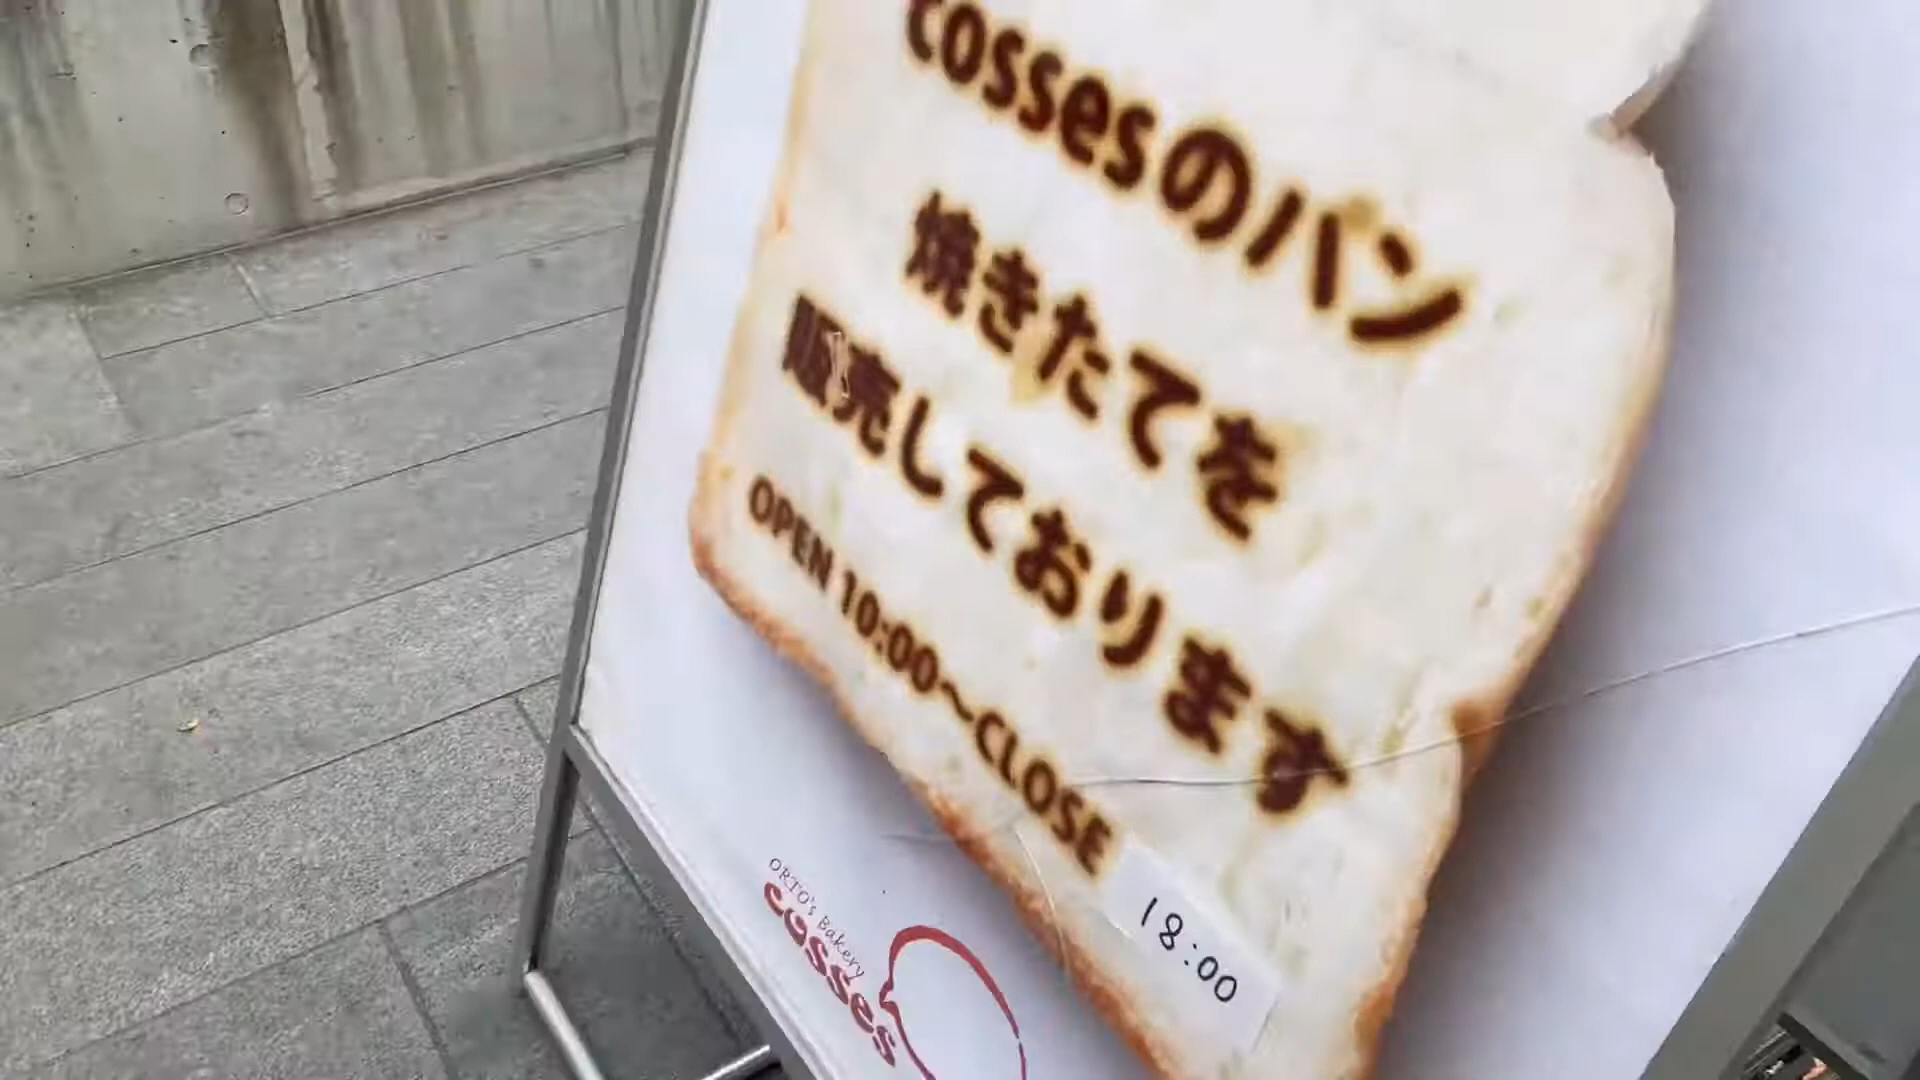 cossesのパン
焼きたてを
販売しております
OPEN 10:00～CLOSE
18:00
ORTO's Bakery
cosses